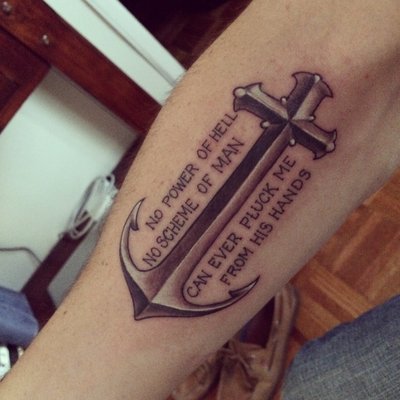 NO POWER OF HELL
NO SCHEME OF MAN
CAN EVER PLUCK ME
FROM HIS HANDS